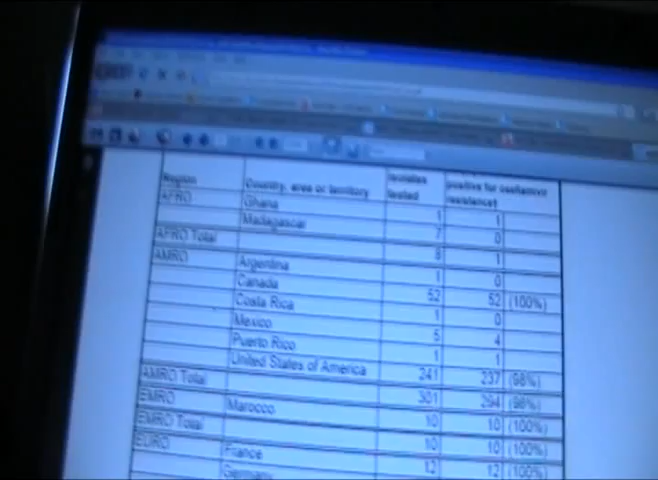 Region Country, area or territory isolates tested positive for oseltamivir resistance†
AFRO Ghana 1 1
Madagascar 7 0
AFRO Total 8 1
AMRO Argentina 1 0
Canada 52 52 (100%)
Costa Rica 1 0
Mexico 5 4
Puerto Rico 1 1
United States of America 241 237 (98%)
AMRO Total 301 294 (98%)
EMRO Marocco 10 10 (100%)
EMRO Total 10 10 (100%)
EURO France 12 12 (100%)
Germany